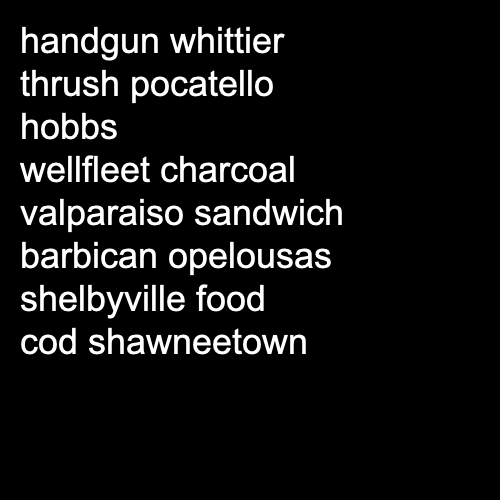 handgun whittier
thrush pocatello
hobbs
wellfleet charcoal
valparaiso sandwich
barbican opelousas
shelbyville food
cod shawneetown